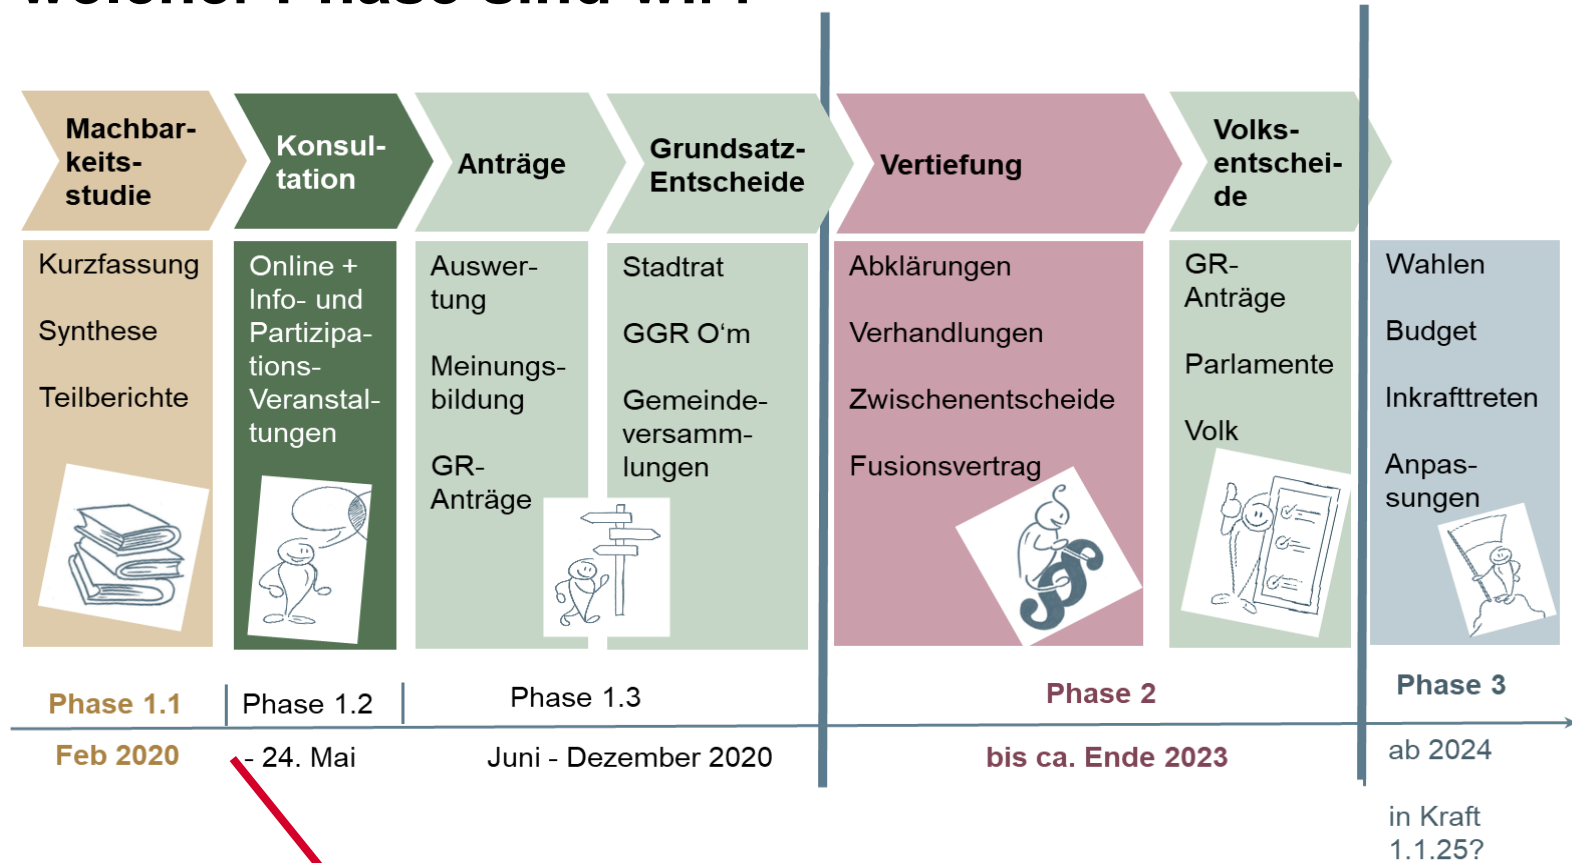 welcher Phase sind wir?
Machbar-
keits-
studie
Konsul-
tation
Anträge
Grundsatz-
Entscheide
Vertiefung
Volks-
entschei-
de
Kurzfassung
Synthese
Teilberichte
Online +
Info- und
Partizipa-
tions-
Veranstal-
tungen
Auswer-
tung
Meinungs-
bildung
GR-
Anträge
Stadtrat
GGR O‘m
Gemeinde-
versamm-
lungen
Abklärungen
Verhandlungen
Zwischenentscheide
Fusionsvertrag
GR-
Anträge
Parlamente
Volk
Wahlen
Budget
Inkrafttreten
Anpas-
sungen
Phase 1.1
Phase 1.2
Phase 1.3
Phase 2
Phase 3
Feb 2020
- 24. Mai
Juni - Dezember 2020
bis ca. Ende 2023
ab 2024
in Kraft
1.1.25?